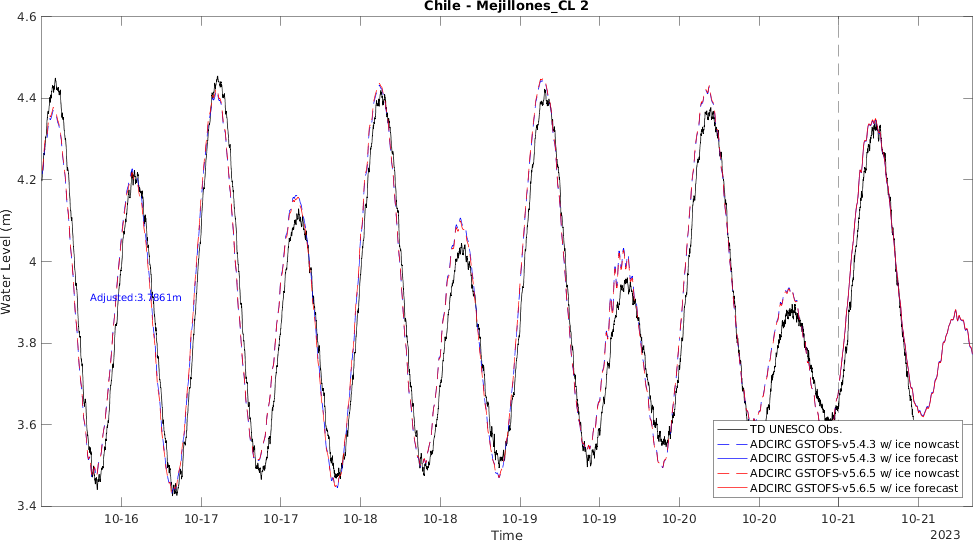 Chile - Mejillones_CL 2
4.6
4.4
4.2
4
3.8
3.6
3.4
Water Level (m)
Adjusted:3.7861m
TD UNESCO Obs.
ADCIRC GSTOFS-v5.4.3 w/ ice nowcast
ADCIRC GSTOFS-v5.4.3 w/ ice forecast
ADCIRC GSTOFS-v5.6.5 w/ ice nowcast
ADCIRC GSTOFS-v5.6.5 w/ ice forecast
10-16 10-17 10-17 10-18 10-18 10-19 10-19 10-20 10-20 10-21 10-21
Time
2023